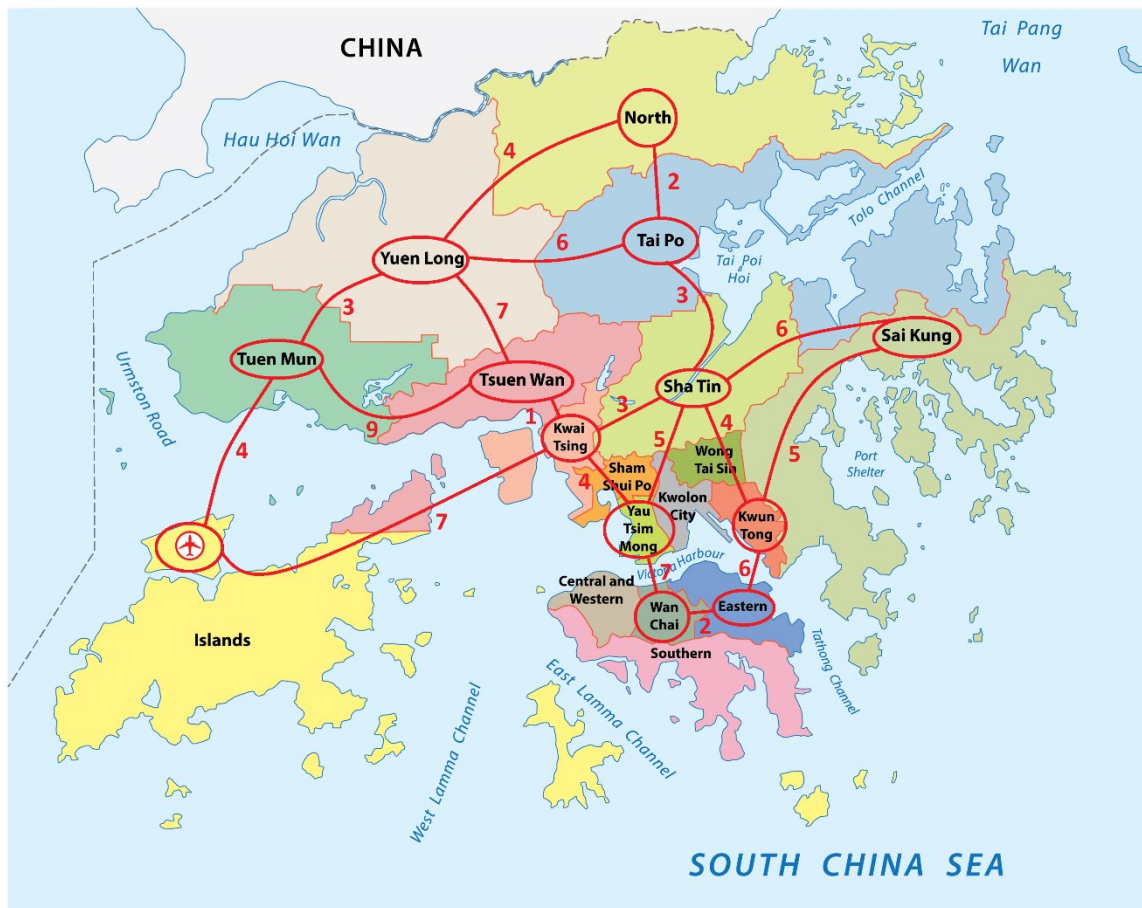 CHINA
Tai Pang
Wan
Hau Hoi Wan
North
4
2
Tolo Channel
Tai Po
Yuen Long
6
Tai Poi
Hoi
3
3
7
6
Sai Kung
Urmston Road
Tuen Mun
Tsuen Wan
Sha Tin
9
1
Kwai
Tsing
3
5
4
4
Wong
Tai Sin
Port
Shelter
5
Sham
Shui Po
4
Kwolon
City
7
Yau
Tsim
Mong
Kwun
Tong
Victoria Harbour
7
6
Central and
Western
Wan
Chai
2
Eastern
Islands
Southern
Tathong Channel
East Lamma Channel
West Lamma Channel
SOUTH CHINA SEA